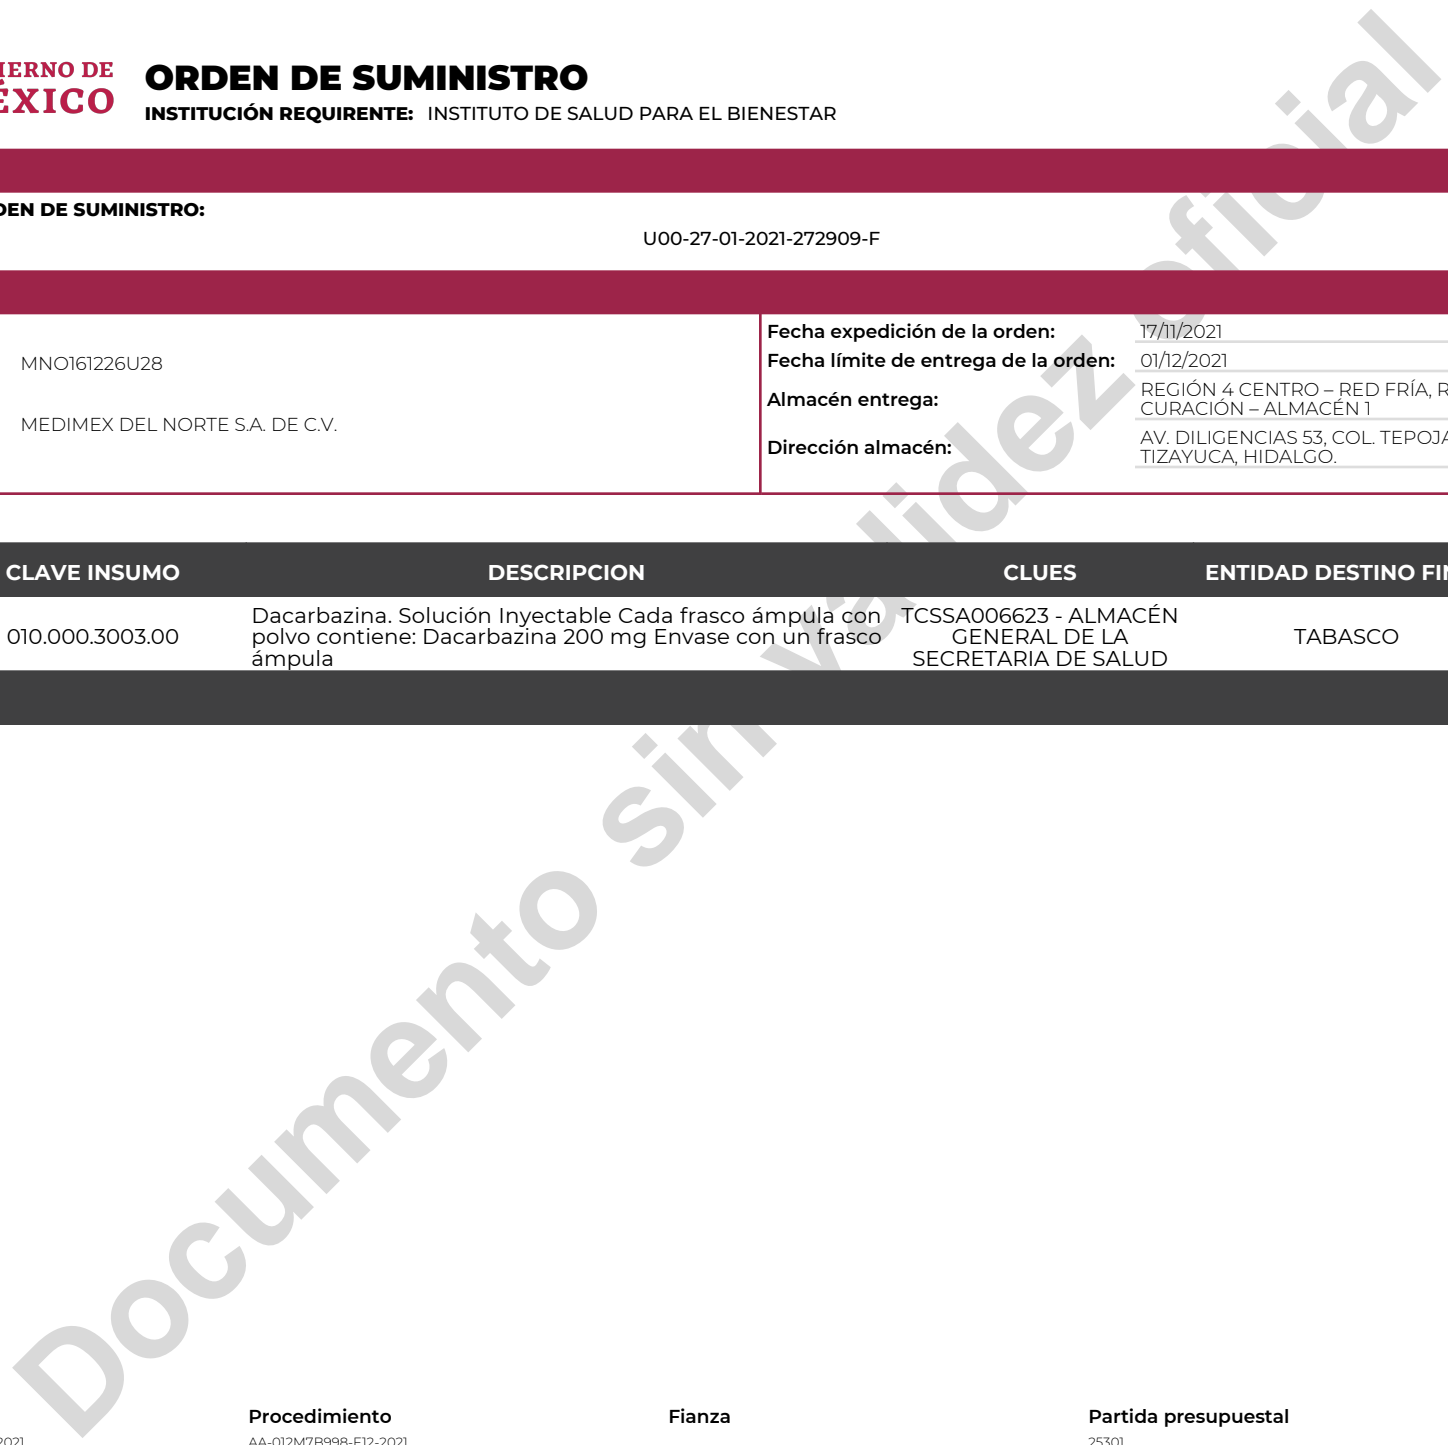 ORDEN DE SUMINISTRO
INSTITUCIÓN REQUIRENTE: INSTITUTO DE SALUD PARA EL BIENESTAR
DE
ÉXICO
DE SUMINISTRO:
U00-27-01-2021-272909-F
MNO161226U28
MEDIMEX DEL NORTE S.A. DE C.V.
Fecha expedición de la orden: 17/11/2021
Fecha límite de entrega de la orden: 01/12/2021
Almacén entrega: REGIÓN 4 CENTRO – RED FRÍA,
CURACIÓN – ALMACÉN 1
Dirección almacén: AV. DILIGENCIAS 53, COL.
TIZAYUCA, HIDALGO.
CLAVE INSUMO DESCRIPCION CLUES ENTIDAD DESTINO
010.000.3003.00
Dacarbazina. Solución Inyectable Cada frasco ámpula con
polvo contiene: Dacarbazina 200 mg Envase con un frasco
ámpula
TCSSA006623 - ALMACÉN
GENERAL DE LA
SECRETARIA DE SALUD
TABASCO
Documento sin validez oficial
Procedimiento Fianza Partida presupuestal
AA-012M7B998-E12-2021 25301